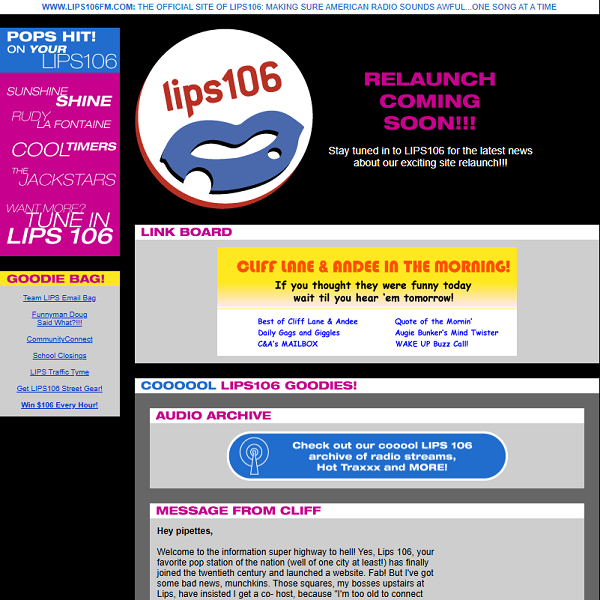 WWW.LIPS106FM.COM: THE OFFICIAL SITE OF LIPS106: MAKING SURE AMERICAN RADIO SOUNDS AWFUL...ONE SONG AT A TIME
POPS HIT!
ON YOUR
LIPS106
SUNSHINE
SHINE
RUDY
LA FONTAINE
COOL TIMERS
THE
JACKSTARS
WANT MORE?
TUNE IN
LIPS 106
GOODIE BAG!
Team LIPS Email Bag
Funnyman Doug
Said What?!!!
CommunityConnect
School Closings
LIPS Traffic Tyme
Get LIPS106 Street Gear!
Win $106 Every Hour!
lips106
RELAUNCH
COMING
SOON!!!
Stay tuned in to LIPS106 for the latest news
about our exciting site relaunch!!!
LINK BOARD
CLIFF LANE & ANDEE IN THE MORNING!
If you thought they were funny today
wait til you hear 'em tomorrow!
Best of Cliff Lane & Andee
Daily Gags and Giggles
C&A's MAILBOX
Quote of the Mornin'
Augie Bunker's Mind Twister
WAKE UP Buzz Call!
COOOOOL LIPS106 GOODIES!
AUDIO ARCHIVE
Check out our cooool LIPS 106
archive of radio streams,
Hot Traxxx and MORE!
MESSAGE FROM CLIFF
Hey pipettes,
Welcome to the information super highway to hell! Yes, Lips 106, your
favorite pop station of the nation (well of one city at least!) has finally
joined the twentieth century and launched a website. Fab! But I've got
some bad news, munchkins. Those squares, my bosses upstairs at
Lips, have insisted I get a co- host, because "I'm too old to connect